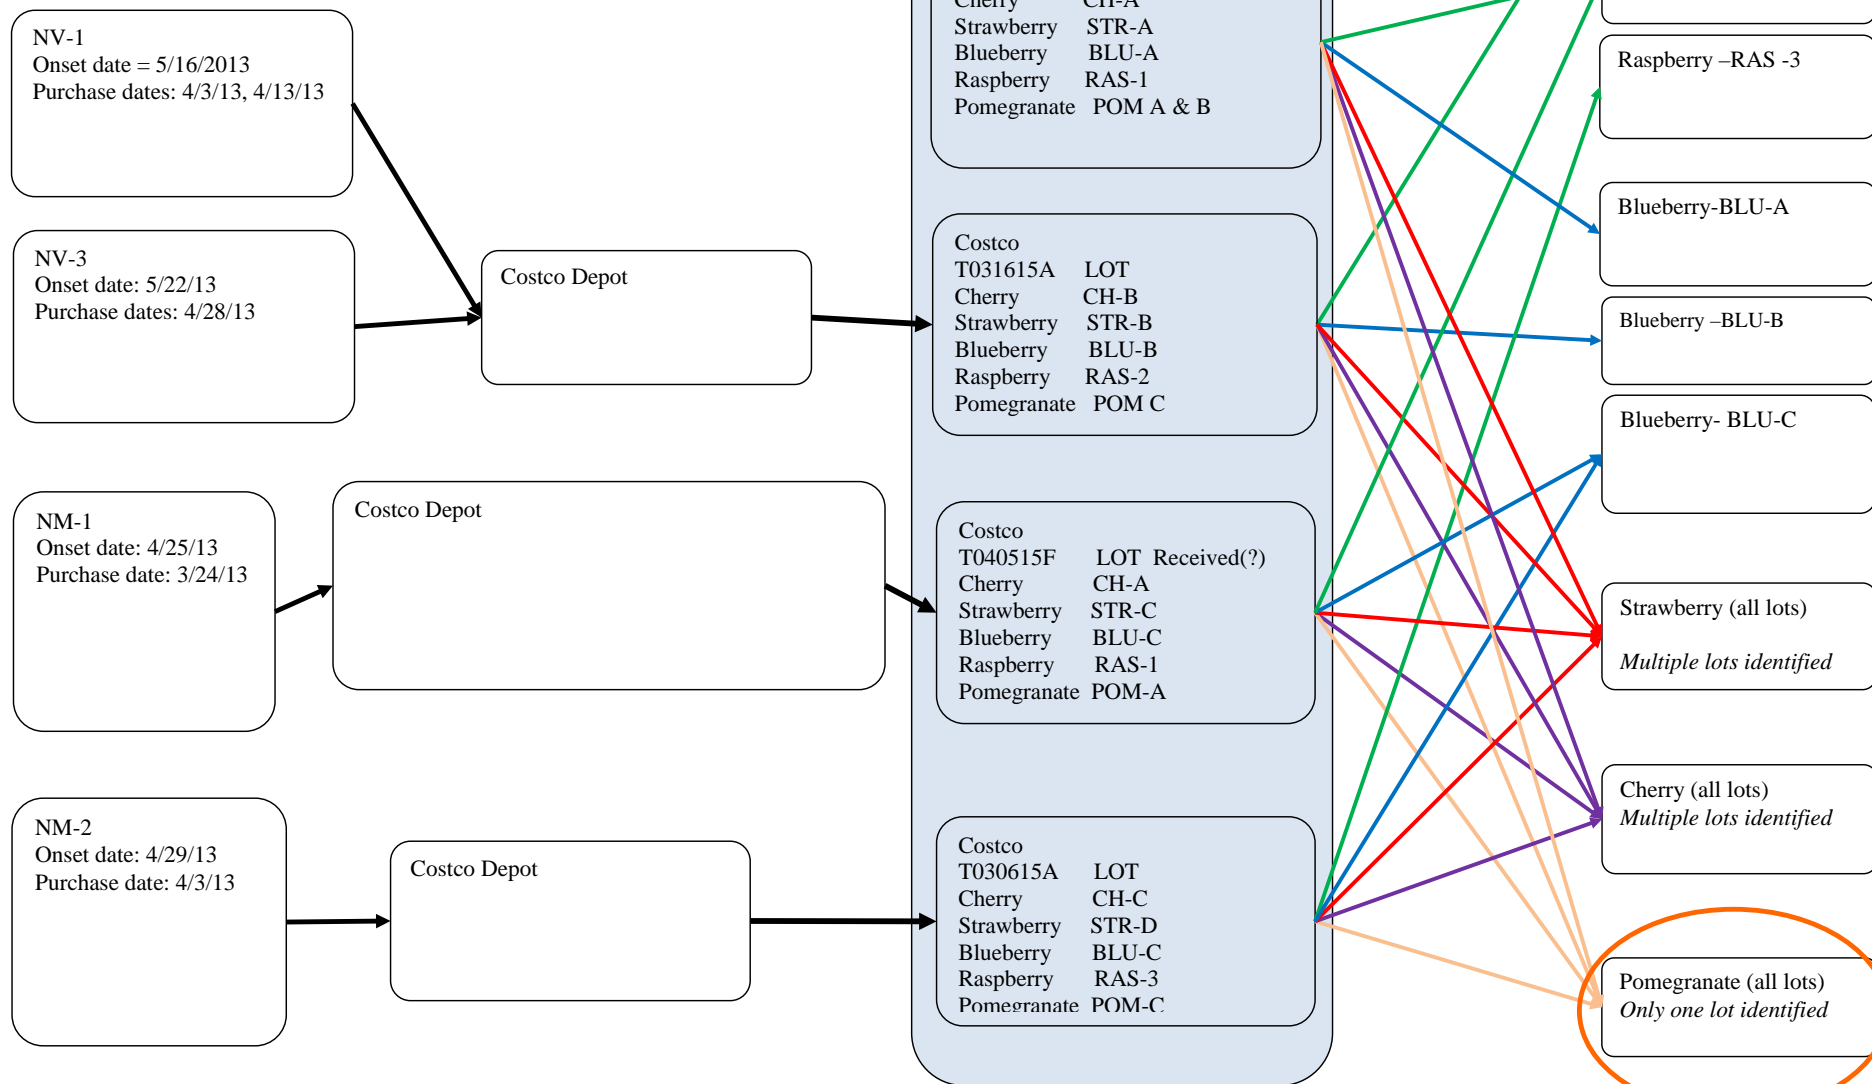 NV-1
Onset date = 5/16/2013
Purchase dates: 4/3/13, 4/13/13
NV-3
Onset date: 5/22/13
Purchase dates: 4/28/13
Costco Depot
NM-1
Onset date: 4/25/13
Purchase date: 3/24/13
Costco Depot
NM-2
Onset date: 4/29/13
Purchase date: 4/3/13
Costco Depot
Cherry CH-A
Strawberry STR-A
Blueberry BLU-A
Raspberry RAS-1
Pomegranate POM A & B
Costco
T031615A LOT
Cherry CH-B
Strawberry STR-B
Blueberry BLU-B
Raspberry RAS-2
Pomegranate POM C
Costco
T040515F LOT Received(?)
Cherry CH-A
Strawberry STR-C
Blueberry BLU-C
Raspberry RAS-1
Pomegranate POM-A
Costco
T030615A LOT
Cherry CH-C
Strawberry STR-D
Blueberry BLU-C
Raspberry RAS-3
Pomegranate POM-C
Raspberry –RAS -3
Blueberry-BLU-A
Blueberry –BLU-B
Blueberry- BLU-C
Strawberry (all lots)
Multiple lots identified
Cherry (all lots)
Multiple lots identified
Pomegranate (all lots)
Only one lot identified